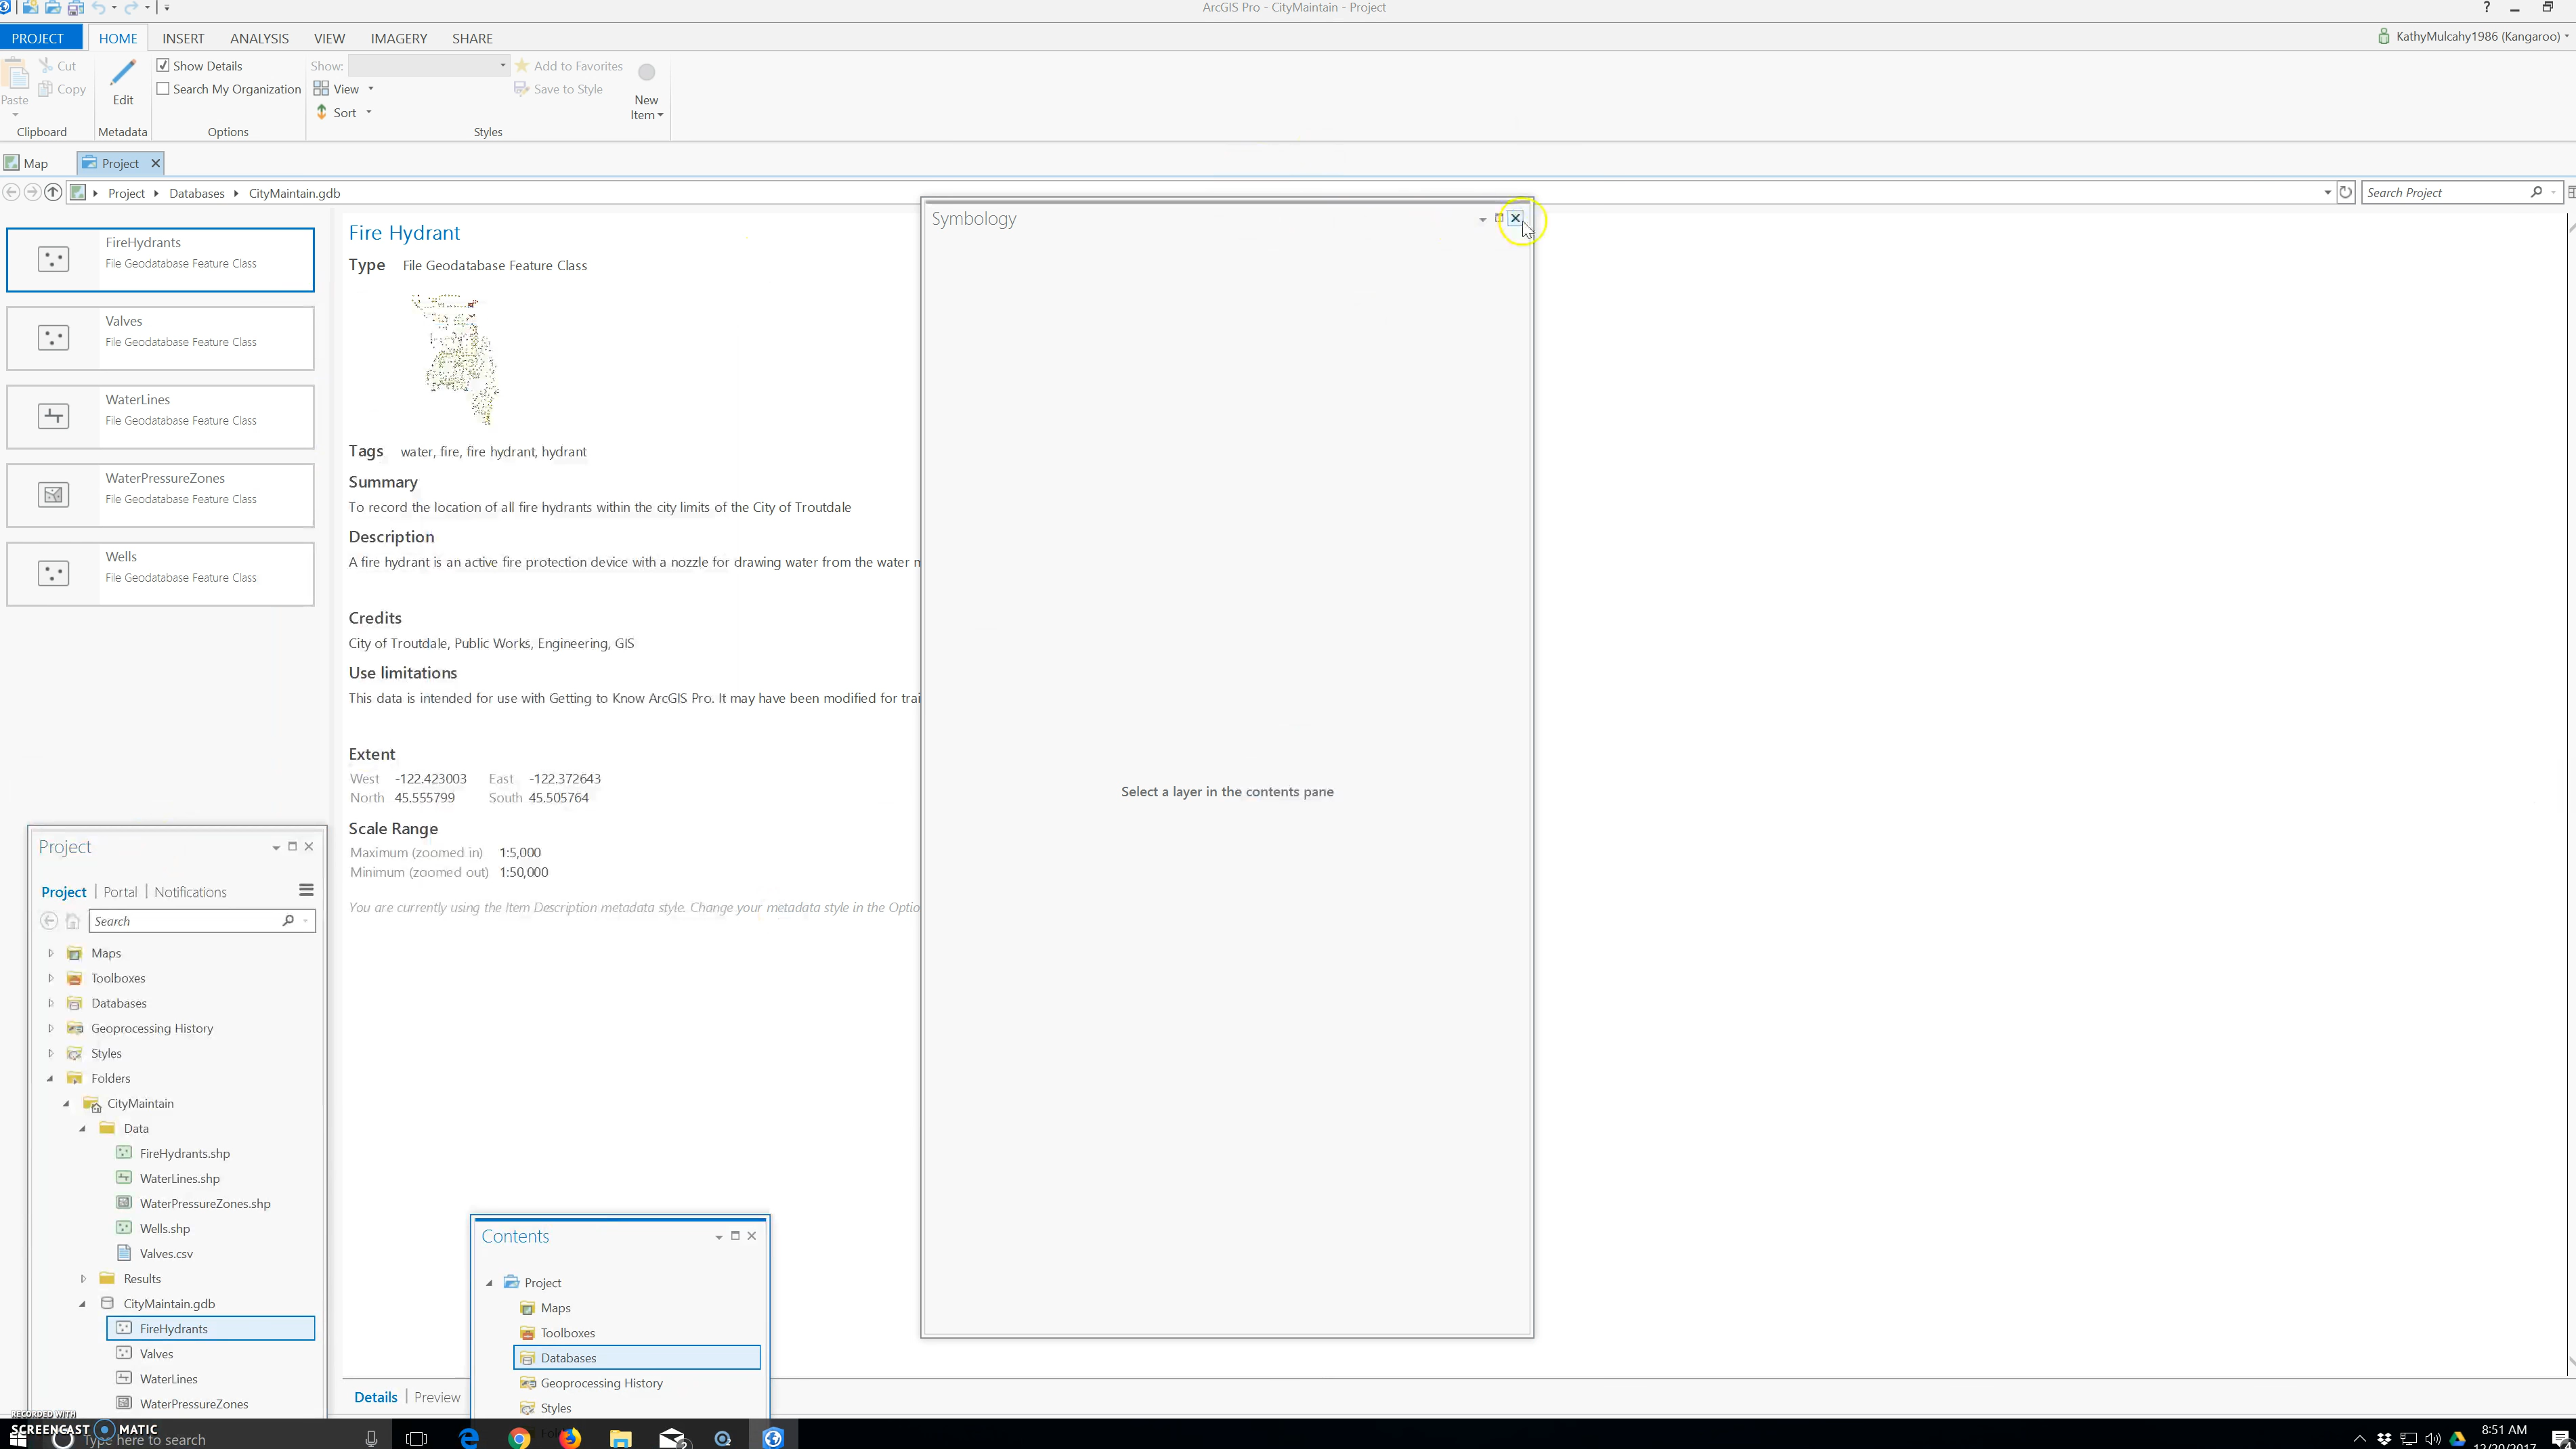 ArcGIS Pro - CityMaintain - Project
?
PROJECT HOME INSERT ANALYSIS VIEW IMAGERY SHARE
KathyMulcahy1986 (Kangaroo)
Paste
Cut
Copy
Clipboard
Edit
Metadata
Show Details
Search My Organization
Options
Show:
View
Sort
Add to Favorites
Save to Style
Styles
New
Item
Map
Project
Project Databases CityMaintain.gdb
Search Project
FireHydrants
File Geodatabase Feature Class
Valves
File Geodatabase Feature Class
WaterLines
File Geodatabase Feature Class
WaterPressureZones
File Geodatabase Feature Class
Wells
File Geodatabase Feature Class
Fire Hydrant
Type File Geodatabase Feature Class
Tags water, fire, fire hydrant, hydrant
Summary
To record the location of all fire hydrants within the city limits of the City of Troutdale
Description
A fire hydrant is an active fire protection device with a nozzle for drawing water from the water
Credits
City of Troutdale, Public Works, Engineering, GIS
Use limitations
This data is intended for use with Getting to Know ArcGIS Pro. It may have been modified for trai
Extent
West -122.423003 East -122.372643
North 45.555799 South 45.505764
Scale Range
Maximum (zoomed in) 1:5,000
Minimum (zoomed out) 1:50,000
You are currently using the Item Description metadata style. Change your metadata style in the Optio
Details Preview
Symbology
Select a layer in the contents pane
Project
Project Portal Notifications
Search
Maps
Toolboxes
Databases
Geoprocessing History
Styles
Folders
CityMaintain
Data
FireHydrants.shp
WaterLines.shp
WaterPressureZones.shp
Wells.shp
Valves.csv
Results
CityMaintain.gdb
FireHydrants
Valves
WaterLines
WaterPressureZones
Contents
Project
Maps
Toolboxes
Databases
Geoprocessing History
Styles
RECORDED WITH
SCREENCAST MATIC
Type here to search
8:51 AM
12/20/2017